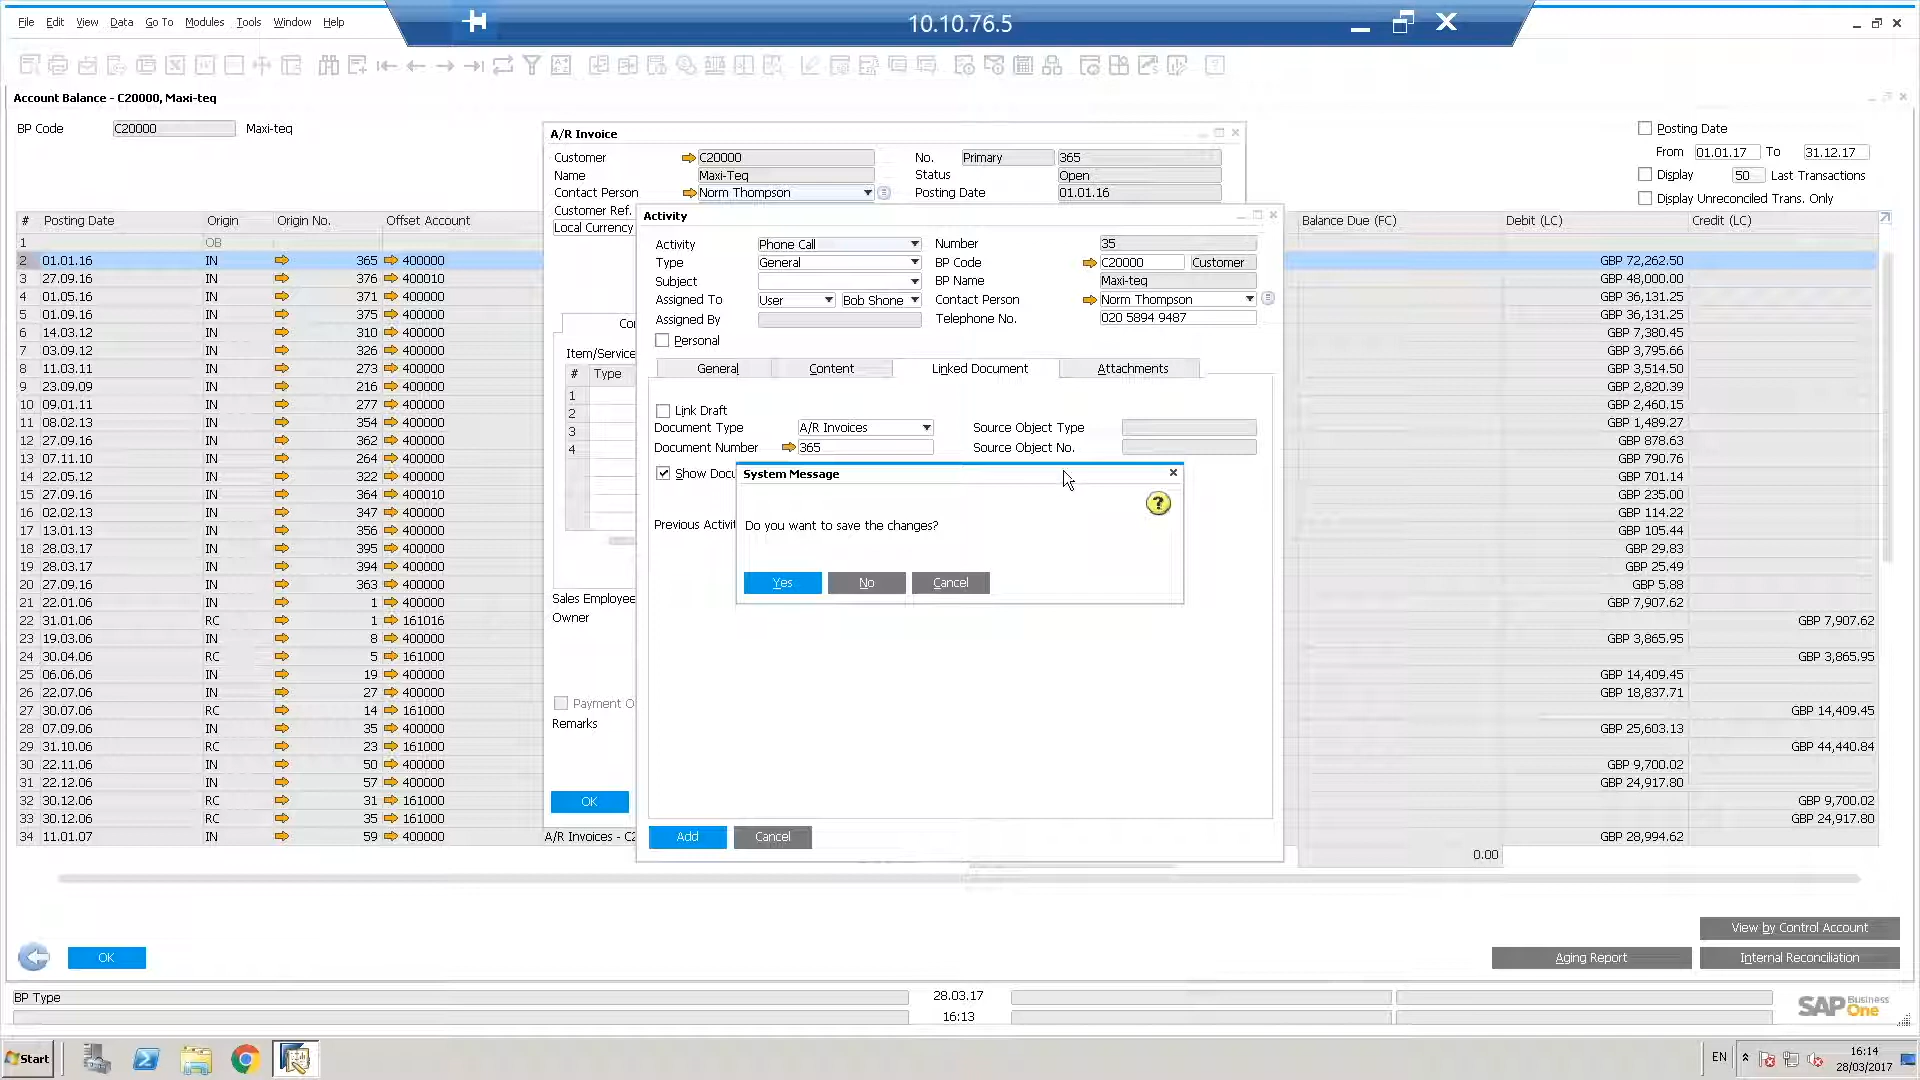 File Edit View Data Go To Modules Tools Window Help
10.10.76.5
Account Balance - C20000, Maxi-teq
BP Code C20000 Maxi-teq
Posting Date
From 01.01.17 To 31.12.17
Display 50 Last Transactions
Display Unreconciled Trans. Only
# Posting Date Origin Origin No. Offset Account Balance Due (FC) Debit (LC) Credit (LC)
1 OB
2 01.01.16 IN 365 400000 GBP 72,262.50
3 27.09.16 IN 376 400010 GBP 48,000.00
4 01.05.16 IN 371 400000 GBP 36,131.25
5 01.09.16 IN 375 400000 GBP 36,131.25
6 14.03.12 IN 310 400000 GBP 7,380.45
7 03.09.12 IN 326 400000 GBP 3,795.66
8 11.03.11 IN 273 400000 GBP 3,514.50
9 23.09.09 IN 216 400000 GBP 2,820.39
10 09.01.11 IN 277 400000 GBP 2,460.15
11 08.02.13 IN 354 400000 GBP 1,489.27
12 27.09.16 IN 362 400000 GBP 878.63
13 07.11.10 IN 264 400000 GBP 790.76
14 22.05.12 IN 322 400000 GBP 701.14
15 27.09.16 IN 364 400010 GBP 235.00
16 02.02.13 IN 347 400000 GBP 114.22
17 13.01.13 IN 356 400000 GBP 105.44
18 28.03.17 IN 395 400000 GBP 29.83
19 28.03.17 IN 394 400000 GBP 25.49
20 27.09.16 IN 363 400000 GBP 5.88
21 22.01.06 IN 1 400000 GBP 7,907.62
22 31.01.06 RC 1 161016 GBP 7,907.62
23 19.03.06 IN 8 400000 GBP 3,865.95
24 30.04.06 RC 5 161000 GBP 3,865.95
25 06.06.06 IN 19 400000 GBP 14,409.45
26 22.07.06 IN 27 400000 GBP 18,837.71
27 30.07.06 RC 14 161000 GBP 14,409.45
28 07.09.06 IN 35 400000 GBP 25,603.13
29 31.10.06 RC 23 161000 GBP 44,440.84
30 22.11.06 IN 50 400000 GBP 9,700.02
31 22.12.06 IN 57 400000 GBP 24,917.80
32 30.12.06 RC 31 161000 GBP 9,700.02
33 30.12.06 RC 35 161000 GBP 24,917.80
34 11.01.07 IN 59 400000 GBP 28,994.62
0.00
A/R Invoice
Customer C20000 No. Primary 365
Name Maxi-Teq Status Open
Contact Person Norm Thompson Posting Date 01.01.16
Customer Ref.
Local Currency
Co
Item/Service
# Type
1
2
3
4
Sales Employee
Owner
Payment O
Remarks
OK
A/R Invoices - C2
Activity
Activity Phone Call Number 35
Type General BP Code C20000 Customer
Subject BP Name Maxi-teq
Assigned To User Bob Shone Contact Person Norm Thompson
Assigned By Telephone No. 020 5894 9487
Personal
General Content Linked Document Attachments
Link Draft
Document Type A/R Invoices Source Object Type
Document Number 365 Source Object No.
Show Docu
Previous Activit
System Message
Do you want to save the changes?
Yes No Cancel
Add Cancel
View by Control Account
OK Aging Report Internal Reconciliation
BP Type 28.03.17
16:13
SAP Business One
Start EN 16:14
28/03/2017